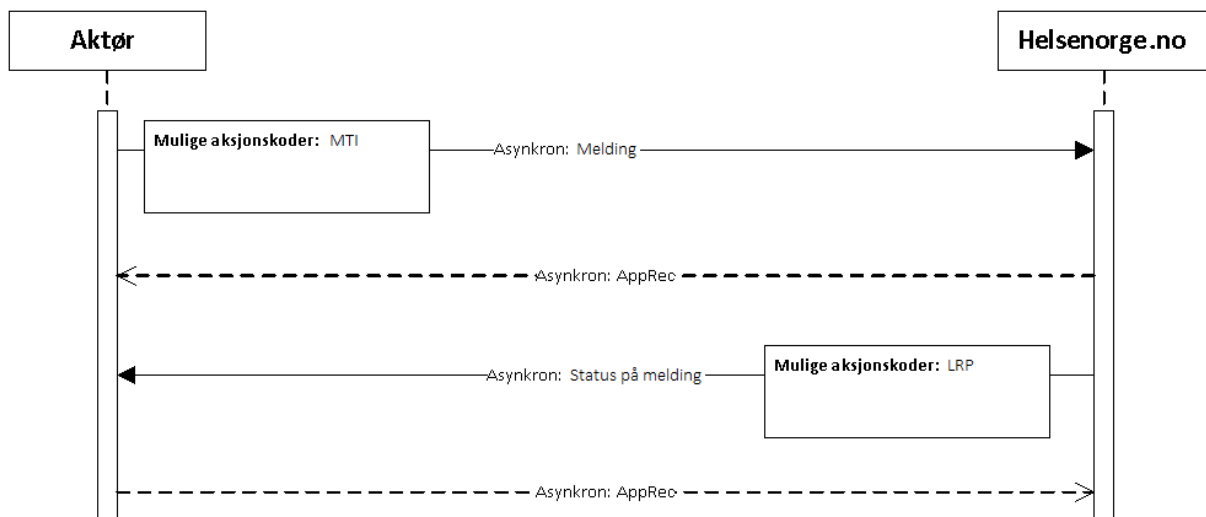 Aktør
Helsenorge.no
Mulige aksjonskoder: MTI
Asynkron: Melding
Asynkron: AppRec
Asynkron: Status på melding
Mulige aksjonskoder: LRP
Asynkron: AppRec